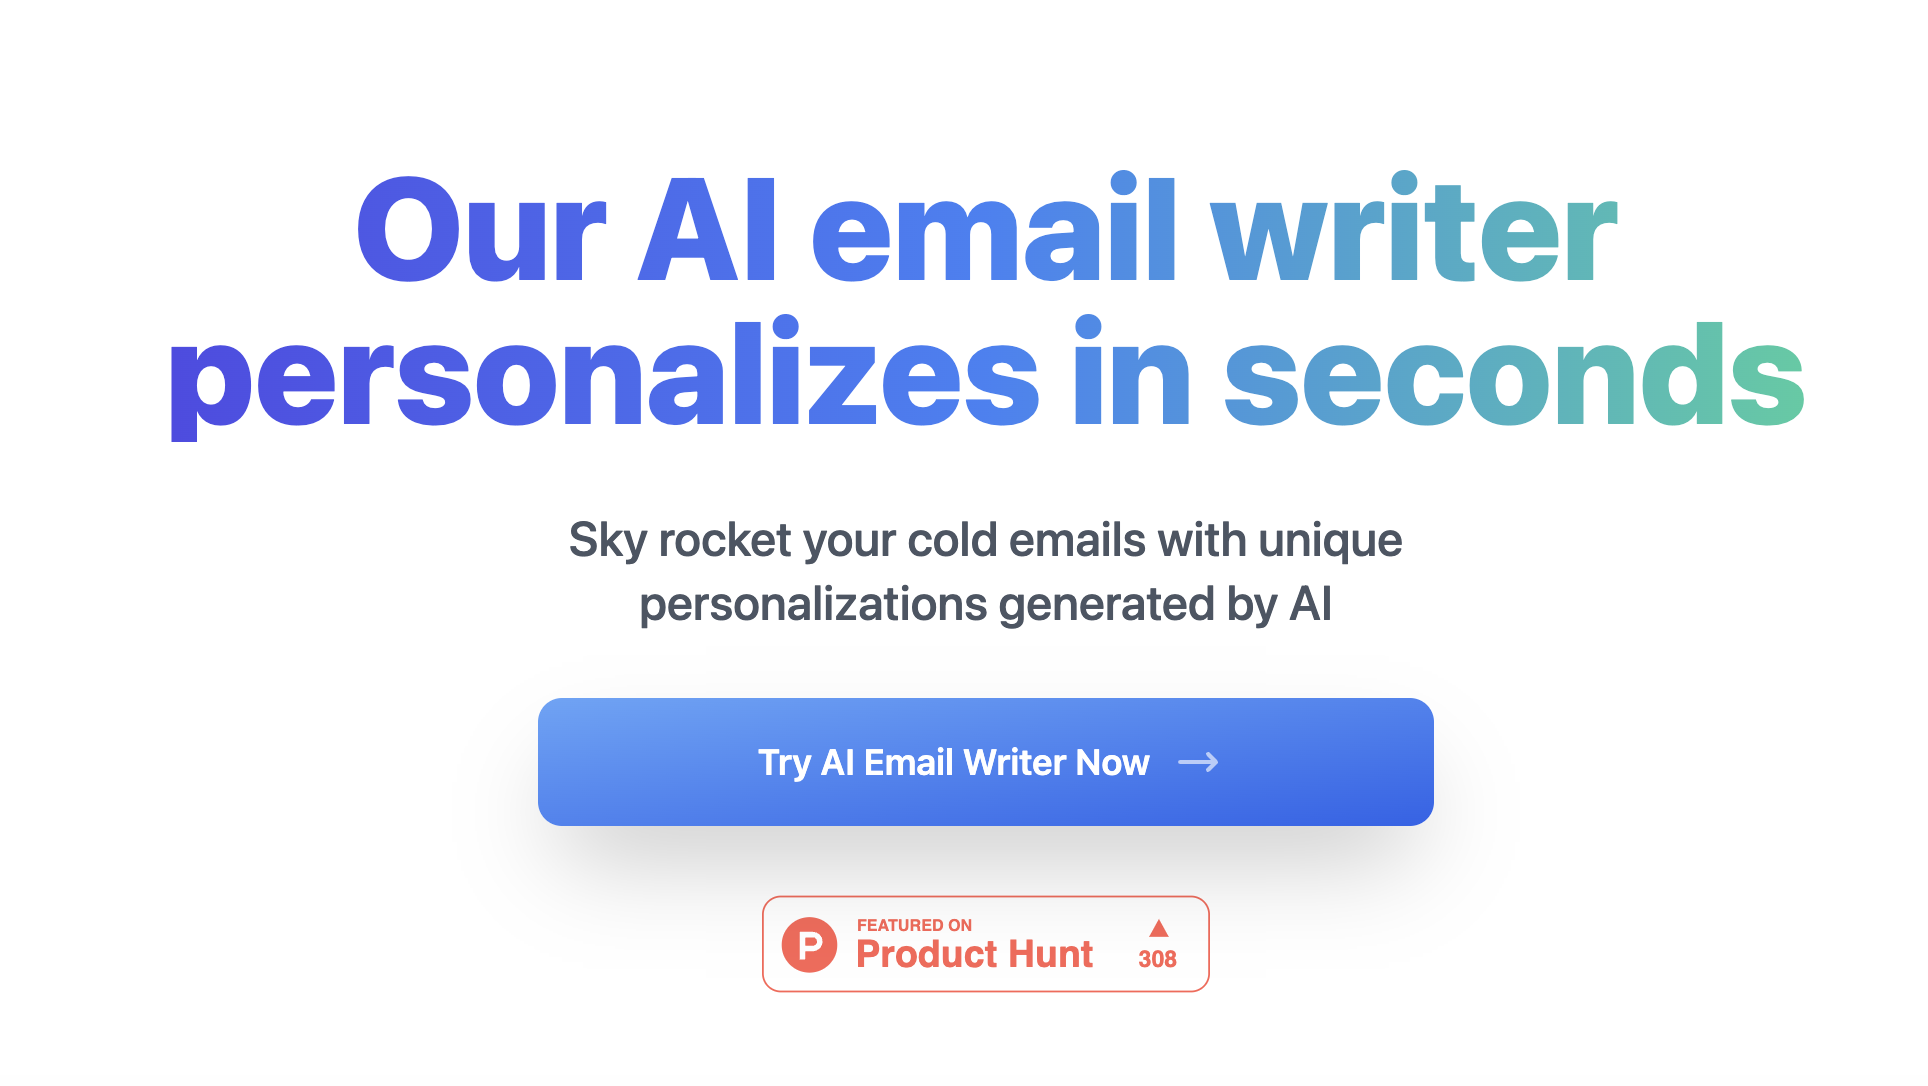 Our AI email writer
personalizes in seconds
Sky rocket your cold emails with unique
personalizations generated by AI
Try AI Email Writer Now →
P
FEATURED ON
Product Hunt
▲
308